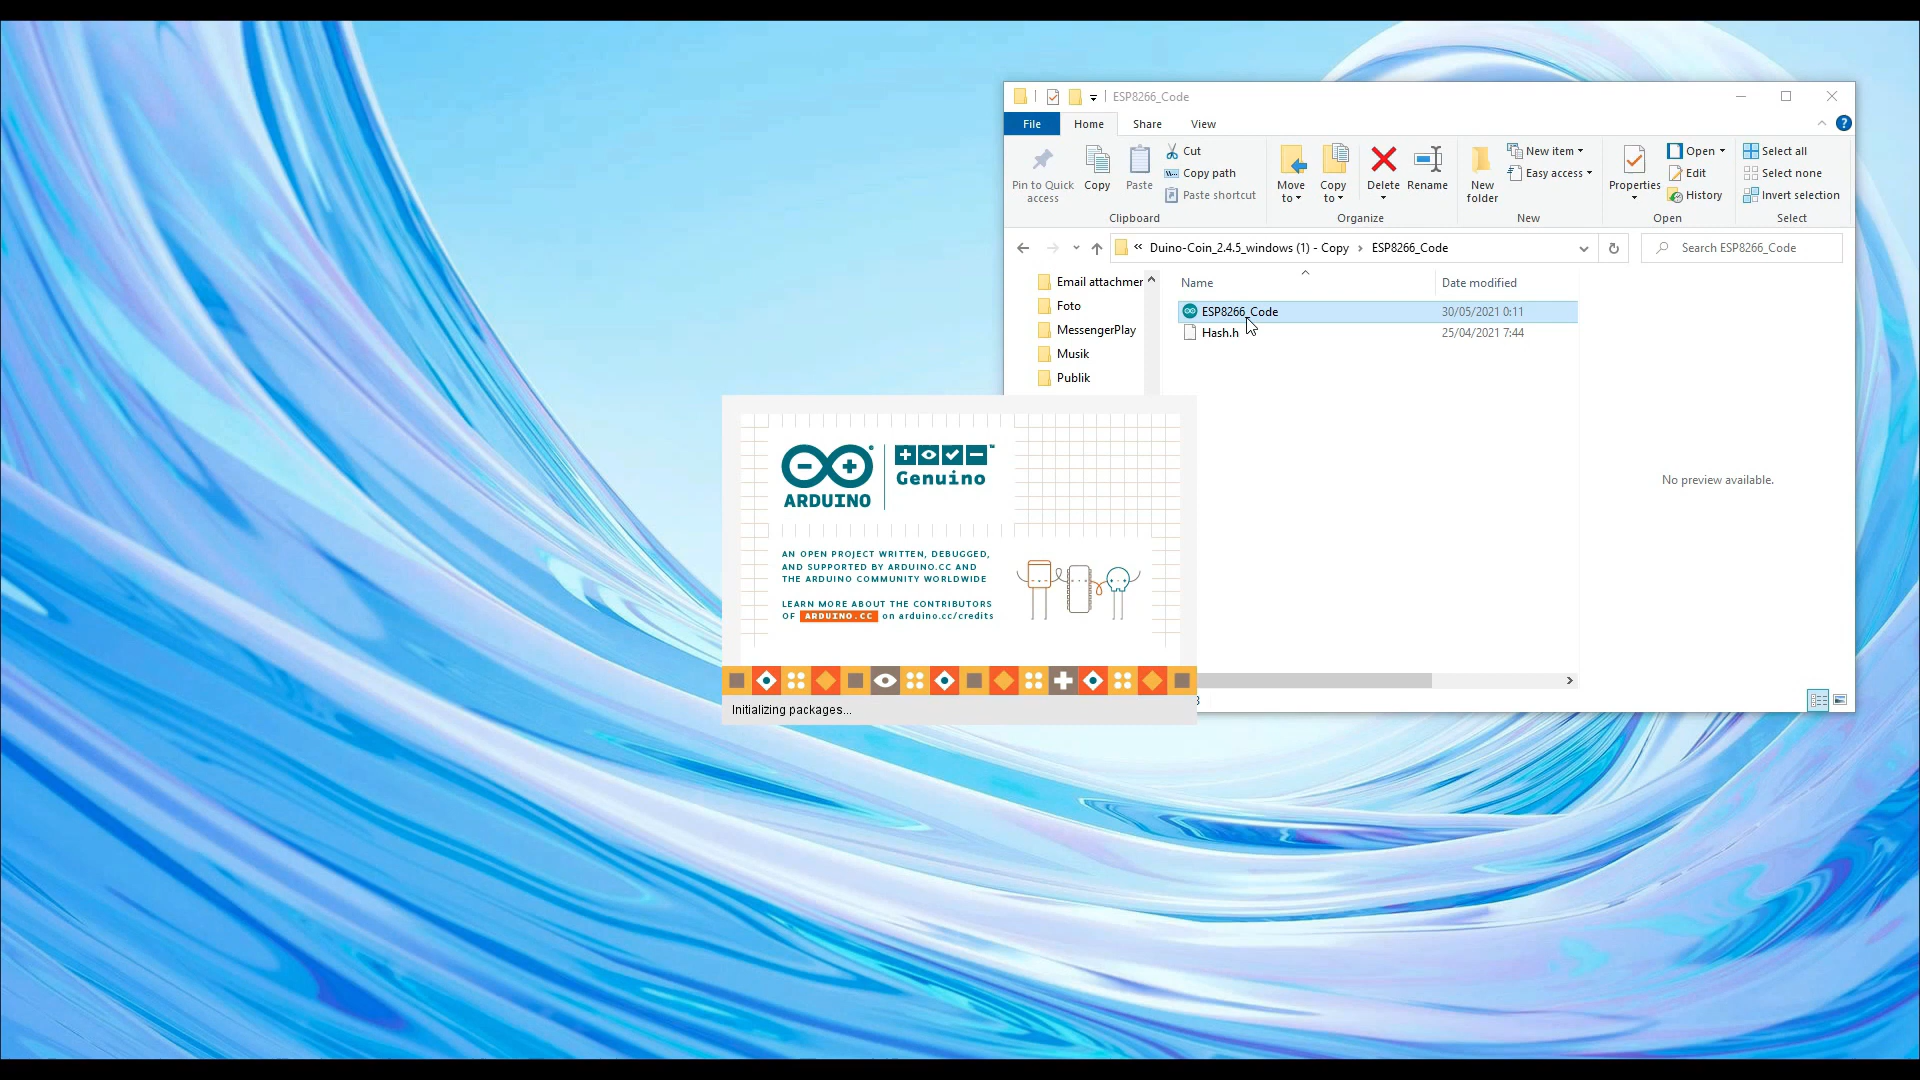 ESP8266_Code
File Home Share View
Pin to Quick access
Copy
Paste
Cut
Copy path
Paste shortcut
Clipboard
Move to
Copy to
Delete
Rename
Organize
New folder
New item
Easy access
New
Properties
Open
Edit
History
Open
Select all
Select none
Invert selection
Select
« Duino-Coin_2.4.5_windows (1) - Copy › ESP8266_Code
Search ESP8266_Code
Email attachmer
Foto
MessengerPlay
Musik
Publik
Name Date modified
ESP8266_Code 30/05/2021 0:11
Hash.h 25/04/2021 7:44
No preview available.
ARDUINO
Genuino
AN OPEN PROJECT WRITTEN, DEBUGGED,
AND SUPPORTED BY ARDUINO.CC AND
THE ARDUINO COMMUNITY WORLDWIDE
LEARN MORE ABOUT THE CONTRIBUTORS
OF ARDUINO.CC on arduino.cc/credits
Initializing packages...